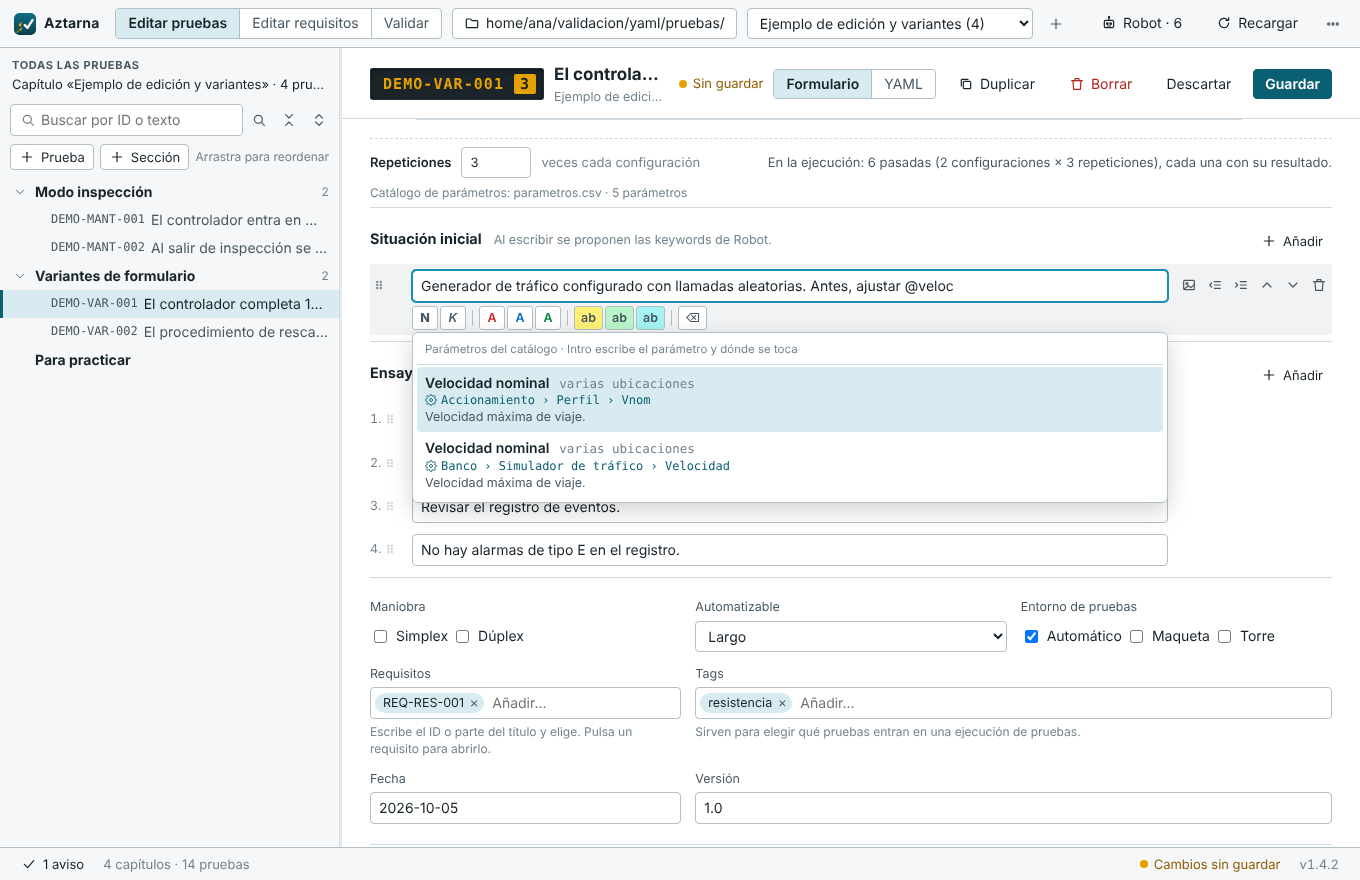 Aztarna
Editar pruebas
Editar requisitos
Validar
home/ana/validacion/yaml/pruebas/
Ejemplo de edición y variantes (4)
Robot · 6
Recargar
TODAS LAS PRUEBAS
Capítulo «Ejemplo de edición y variantes» · 4 pru...
Buscar por ID o texto
Prueba
Sección
Arrastra para reordenar
Modo inspección 2
DEMO-MANT-001 El controlador entra en ...
DEMO-MANT-002 Al salir de inspección se ...
Variantes de formulario 2
DEMO-VAR-001 El controlador completa 1...
DEMO-VAR-002 El procedimiento de resca...
Para practicar
DEMO-VAR-001 3
El controla...
Ejemplo de edici...
Sin guardar
Formulario
YAML
Duplicar
Borrar
Descartar
Guardar
Repeticiones 3 veces cada configuración
En la ejecución: 6 pasadas (2 configuraciones × 3 repeticiones), cada una con su resultado.
Catálogo de parámetros: parametros.csv · 5 parámetros
Situación inicial Al escribir se proponen las keywords de Robot.
Añadir
Generador de tráfico configurado con llamadas aleatorias. Antes, ajustar @veloc
N K A A A ab ab ab
Parámetros del catálogo · Intro escribe el parámetro y dónde se toca
Velocidad nominal varias ubicaciones
Accionamiento › Perfil › Vnom
Velocidad máxima de viaje.
Velocidad nominal varias ubicaciones
Banco › Simulador de tráfico › Velocidad
Velocidad máxima de viaje.
Ensay
Añadir
1.
2.
3. Revisar el registro de eventos.
4. No hay alarmas de tipo E en el registro.
Maniobra
Simplex Dúplex
Automatizable
Largo
Entorno de pruebas
Automático Maqueta Torre
Requisitos
REQ-RES-001 × Añadir...
Escribe el ID o parte del título y elige. Pulsa un
requisito para abrirlo.
Tags
resistencia × Añadir...
Sirven para elegir qué pruebas entran en una ejecución de pruebas.
Fecha
2026-10-05
Versión
1.0
1 aviso
4 capítulos · 14 pruebas
Cambios sin guardar
v1.4.2